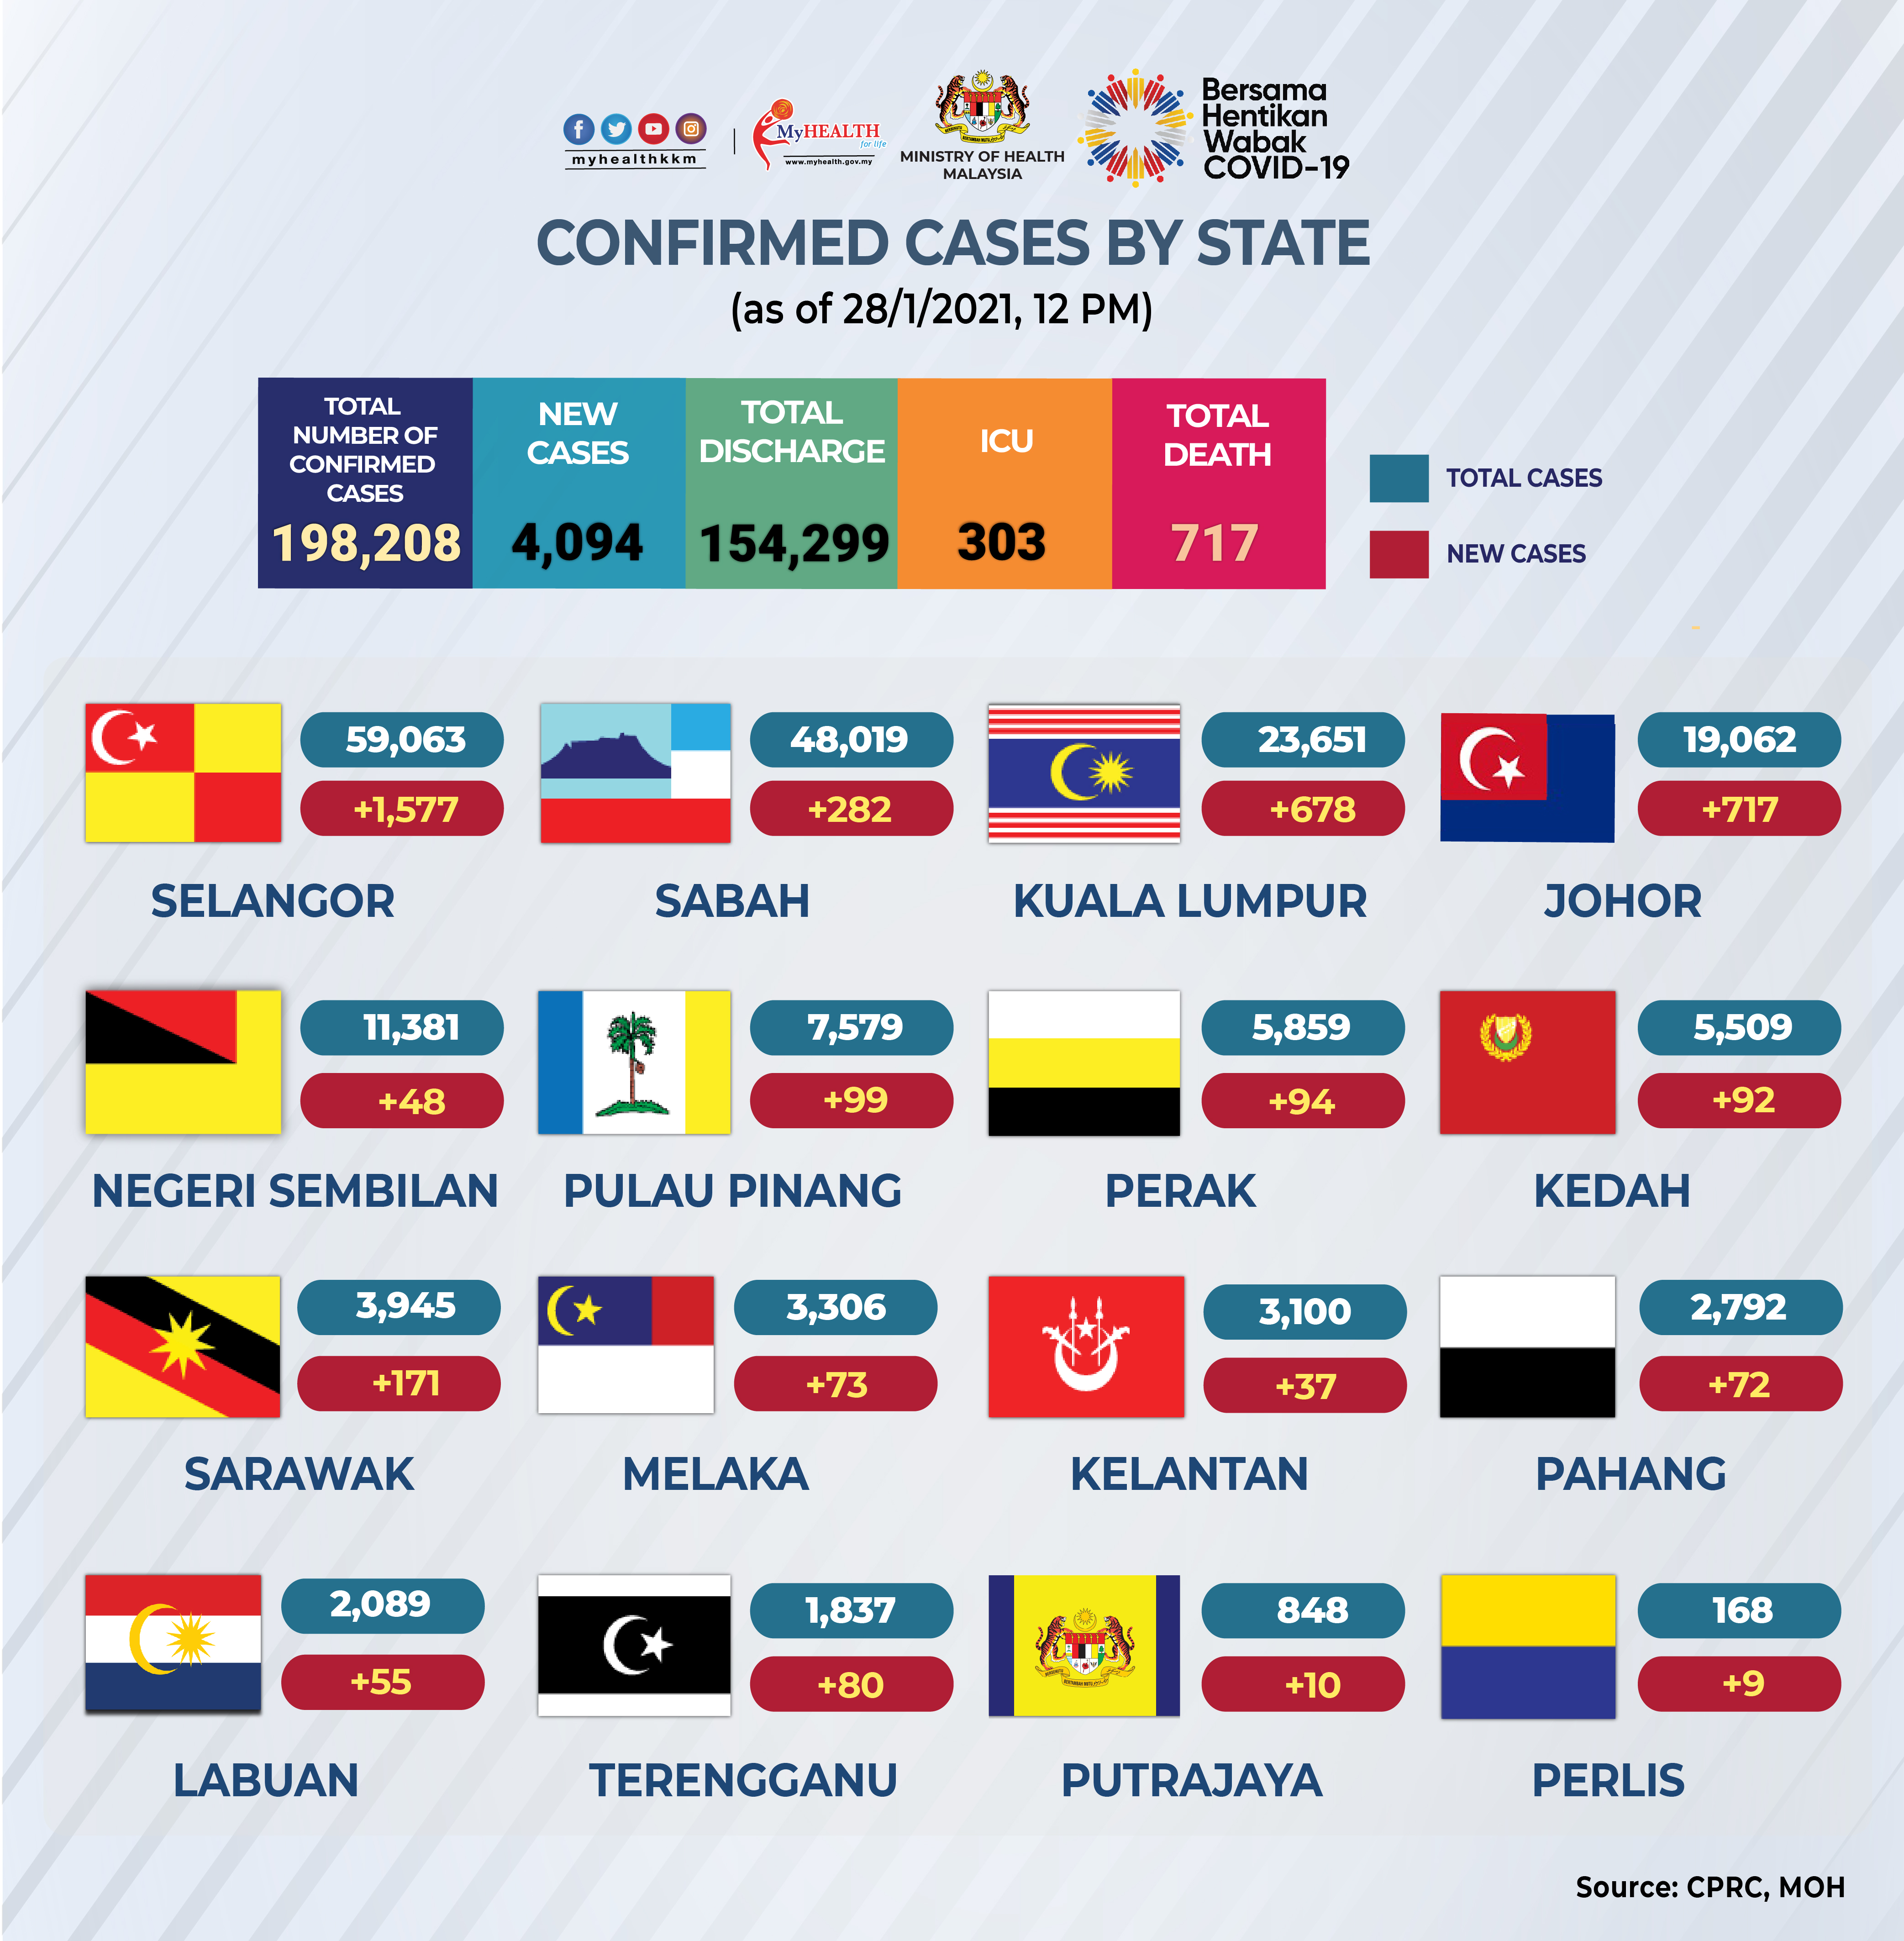 myhealthkkm
MyHEALTH
for life
www.myhealth.gov.my
MINISTRY OF HEALTH
MALAYSIA
Bersama
Hentikan
Wabak
COVID-19
CONFIRMED CASES BY STATE
(as of 28/1/2021, 12 PM)
TOTAL
NUMBER OF
CONFIRMED
CASES
198,208
NEW
CASES
4,094
TOTAL
DISCHARGE
154,299
ICU
303
TOTAL
DEATH
717
TOTAL CASES
NEW CASES
59,063
+1,577
SELANGOR
48,019
+282
SABAH
23,651
+678
KUALA LUMPUR
19,062
+717
JOHOR
11,381
+48
NEGERI SEMBILAN
7,579
+99
PULAU PINANG
5,859
+94
PERAK
5,509
+92
KEDAH
3,945
+171
SARAWAK
3,306
+73
MELAKA
3,100
+37
KELANTAN
2,792
+72
PAHANG
2,089
+55
LABUAN
1,837
+80
TERENGGANU
848
+10
PUTRAJAYA
168
+9
PERLIS
Source: CPRC, MOH